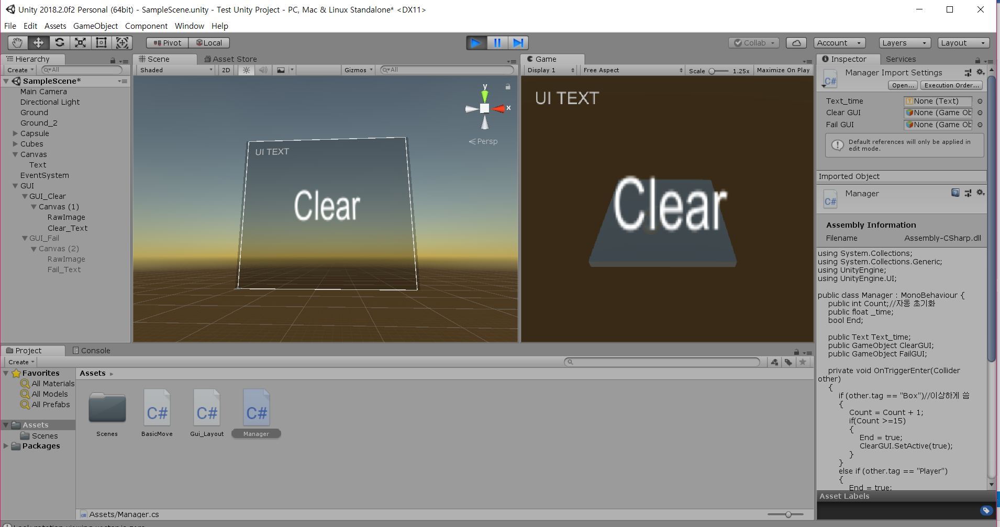 Unity 2018.2.0f2 Personal (64bit) - SampleScene.unity - Test Unity Project - PC, Mac & Linux Standalone* <DX11>
File Edit Assets GameObject Component Window Help
Pivot Local Collab Account Layers Layout
Hierarchy
Create All
SampleScene*
Main Camera
Directional Light
Ground
Ground_2
Capsule
Cubes
Canvas
Text
EventSystem
GUI
GUI_Clear
Canvas (1)
RawImage
Clear_Text
GUI_Fail
Canvas (2)
RawImage
Fail_Text
Scene Asset Store
Shaded 2D Gizmos All
y
x
Persp
UI TEXT
Clear
Game
Display 1 Free Aspect Scale 1.25x Maximize On Play
UI TEXT
Clear
Inspector Services
Manager Import Settings
Open... Execution Order...
Text_time None (Text)
Clear GUI None (Game Ob
Fail GUI None (Game Ob
Default references will only be applied in
edit mode.
Imported Object
C#
Manager
Assembly Information
Filename Assembly-CSharp.dll
using System.Collections;
using System.Collections.Generic;
using UnityEngine;
using UnityEngine.UI;
public class Manager : MonoBehaviour {
public int Count;//자동 초기화
public float _time;
bool End;
public Text Text_time;
public GameObject ClearGUI;
public GameObject FailGUI;
private void OnTriggerEnter(Collider
other)
{
if (other.tag == "Box")//이상하게 씀
{
Count = Count + 1;
if(Count >=15)
{
End = true;
ClearGUI.SetActive(true);
}
}
else if (other.tag == "Player")
{
End = true;
Asset Labels
Project Console
Create
Favorites
All Materials
All Models
All Prefabs
Assets
Scenes
Packages
Assets
C# C# C#
Scenes BasicMove Gui_Layout Manager
Assets/Manager.cs
Look rotation viewing vector is zero